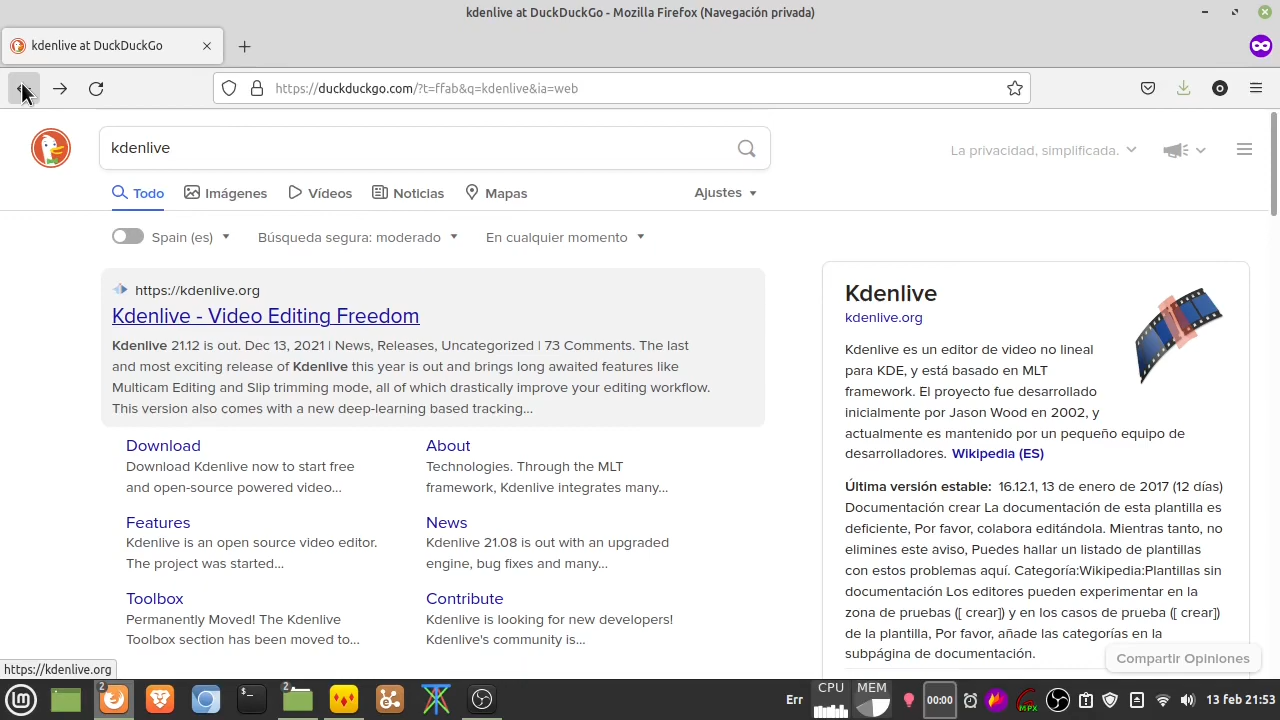 kdenlive at DuckDuckGo - Mozilla Firefox (Navegación privada)
kdenlive at DuckDuckGo
https://duckduckgo.com/?t=ffab&q=kdenlive&ia=web
kdenlive
La privacidad, simplificada.
Todo Imágenes Vídeos Noticias Mapas Ajustes
Spain (es) Búsqueda segura: moderado En cualquier momento
https://kdenlive.org
Kdenlive - Video Editing Freedom
Kdenlive 21.12 is out. Dec 13, 2021 | News, Releases, Uncategorized | 73 Comments. The last
and most exciting release of Kdenlive this year is out and brings long awaited features like
Multicam Editing and Slip trimming mode, all of which drastically improve your editing workflow.
This version also comes with a new deep-learning based tracking...
Download
Download Kdenlive now to start free
and open-source powered video...
About
Technologies. Through the MLT
framework, Kdenlive integrates many...
Features
Kdenlive is an open source video editor.
The project was started...
News
Kdenlive 21.08 is out with an upgraded
engine, bug fixes and many...
Toolbox
Permanently Moved! The Kdenlive
Toolbox section has been moved to...
Contribute
Kdenlive is looking for new developers!
Kdenlive's community is...
Kdenlive
kdenlive.org
Kdenlive es un editor de video no lineal
para KDE, y está basado en MLT
framework. El proyecto fue desarrollado
inicialmente por Jason Wood en 2002, y
actualmente es mantenido por un pequeño equipo de
desarrolladores. Wikipedia (ES)
Última versión estable: 16.12.1, 13 de enero de 2017 (12 días)
Documentación crear La documentación de esta plantilla es
deficiente, Por favor, colabora editándola. Mientras tanto, no
elimines este aviso, Puedes hallar un listado de plantillas
con estos problemas aquí. Categoría:Wikipedia:Plantillas sin
documentación Los editores pueden experimentar en la
zona de pruebas ([ crear]) y en los casos de prueba ([ crear])
de la plantilla, Por favor, añade las categorías en la
subpágina de documentación.
Compartir Opiniones
https://kdenlive.org
2
2
Err
CPU
MEM
00:00
MPX
13 feb 21:53